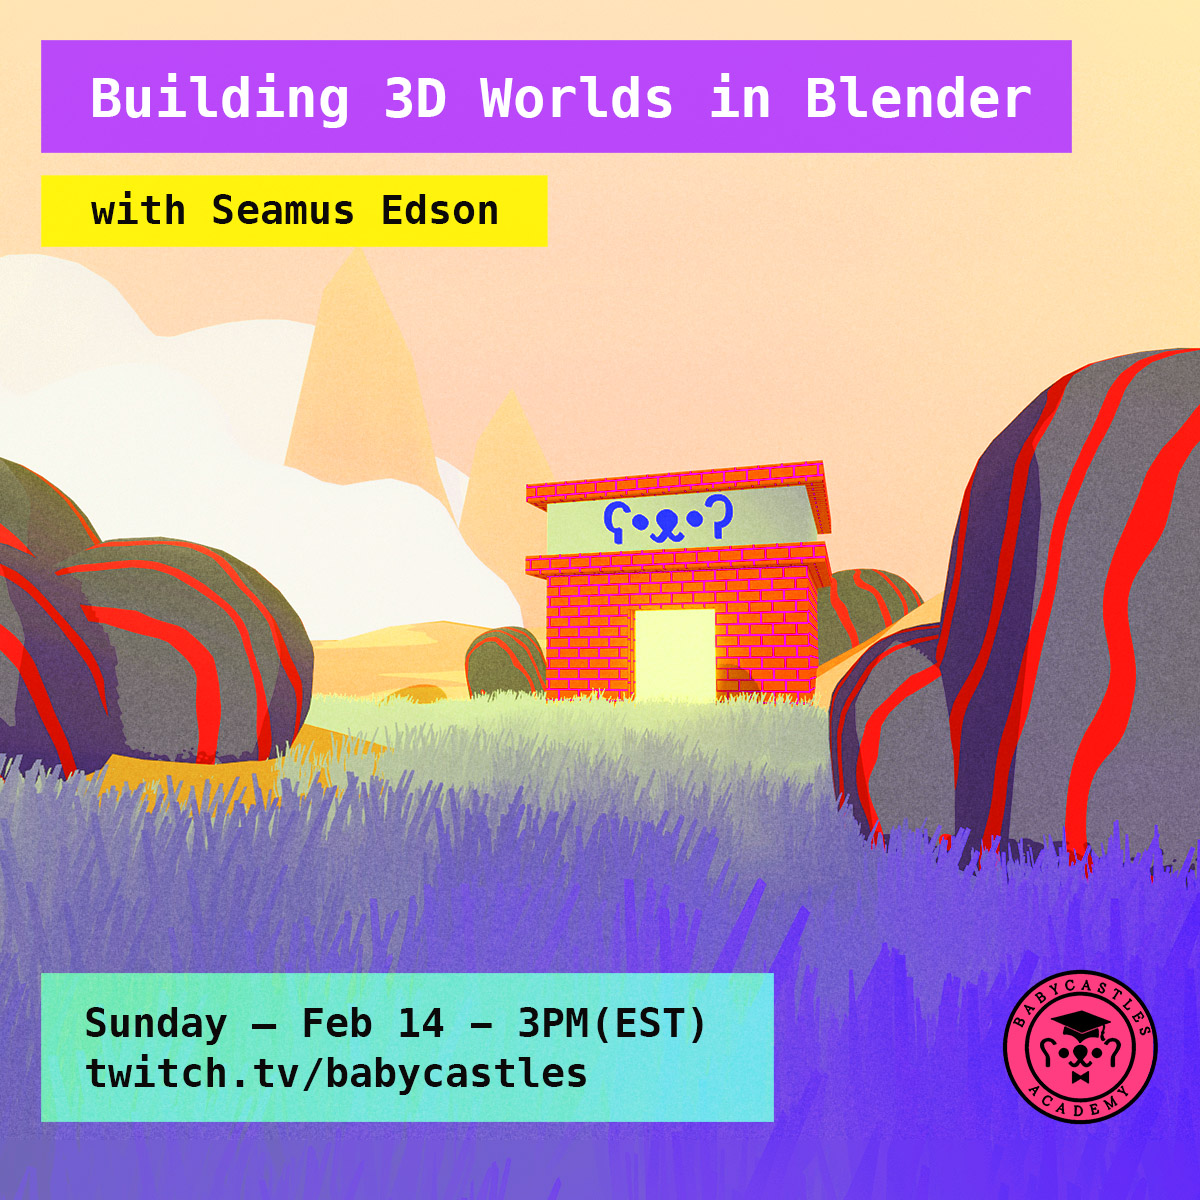 Building 3D Worlds in Blender
with Seamus Edson
ʕ•ᴥ•ʔ
Sunday – Feb 14 – 3PM(EST)
twitch.tv/babycastles
BABYCASTLES
ACADEMY